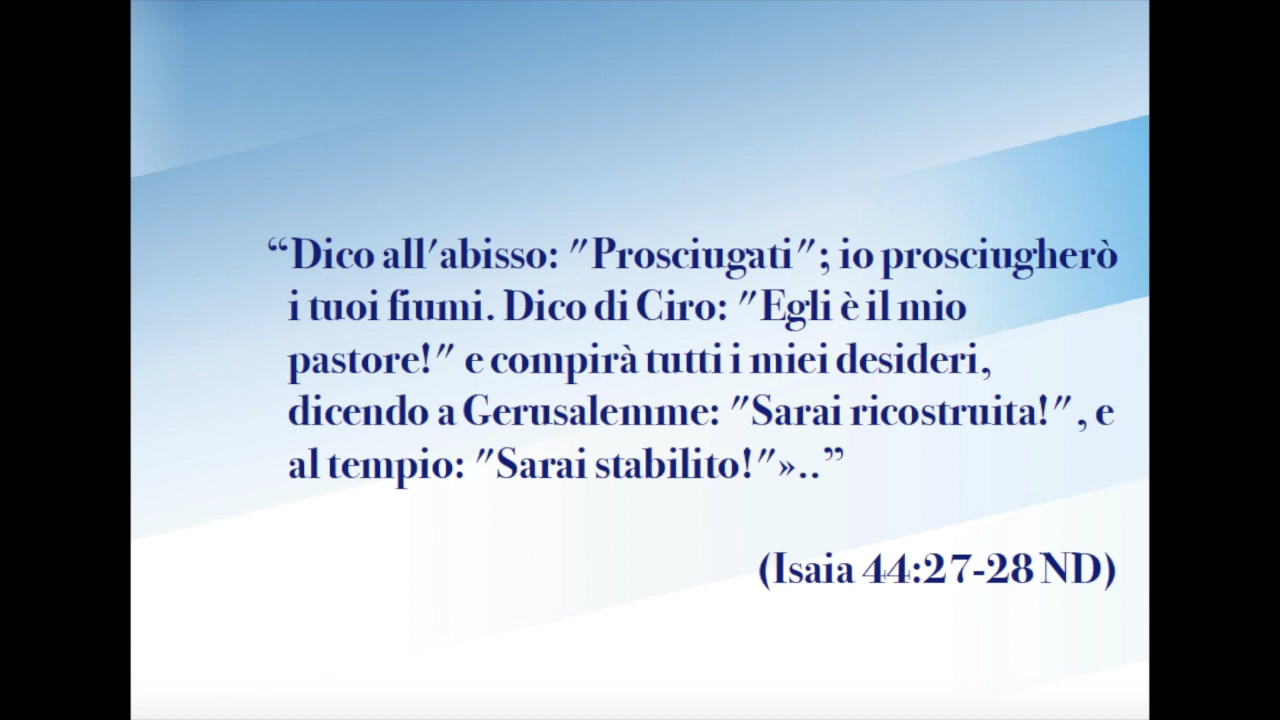 “Dico all'abisso: "Prosciugati"; io prosciugherò
i tuoi fiumi. Dico di Ciro: "Egli è il mio
pastore!" e compirà tutti i miei desideri,
dicendo a Gerusalemme: "Sarai ricostruita!", e
al tempio: "Sarai stabilito!"»..”
(Isaia 44:27-28 ND)